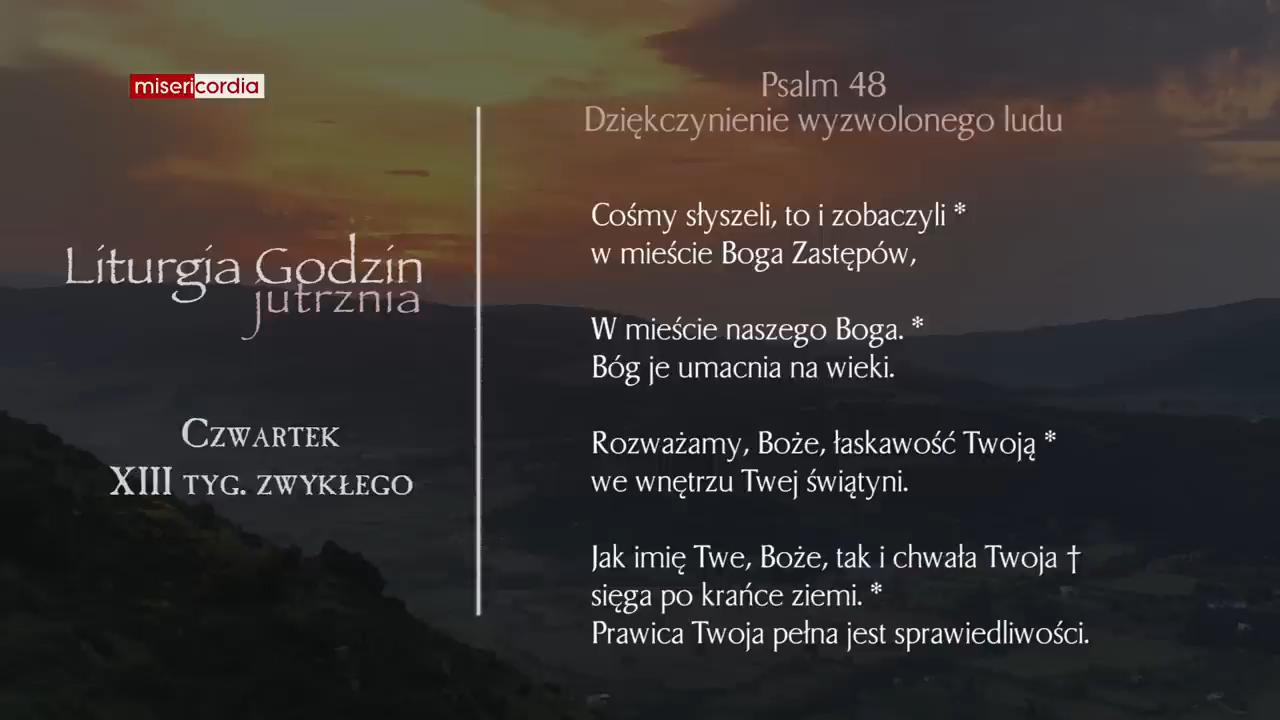 misericordia
Liturgia Godzin
jutrznia
Czwartek
XIII tyg. zwykłego
Psalm 48
Dziękczynienie wyzwolonego ludu
Cośmy słyszeli, to i zobaczyli *
w mieście Boga Zastępów,
W mieście naszego Boga. *
Bóg je umacnia na wieki.
Rozważamy, Boże, łaskawość Twoją *
we wnętrzu Twej świątyni.
Jak imię Twe, Boże, tak i chwała Twoja †
sięga po krańce ziemi. *
Prawica Twoja pełna jest sprawiedliwości.